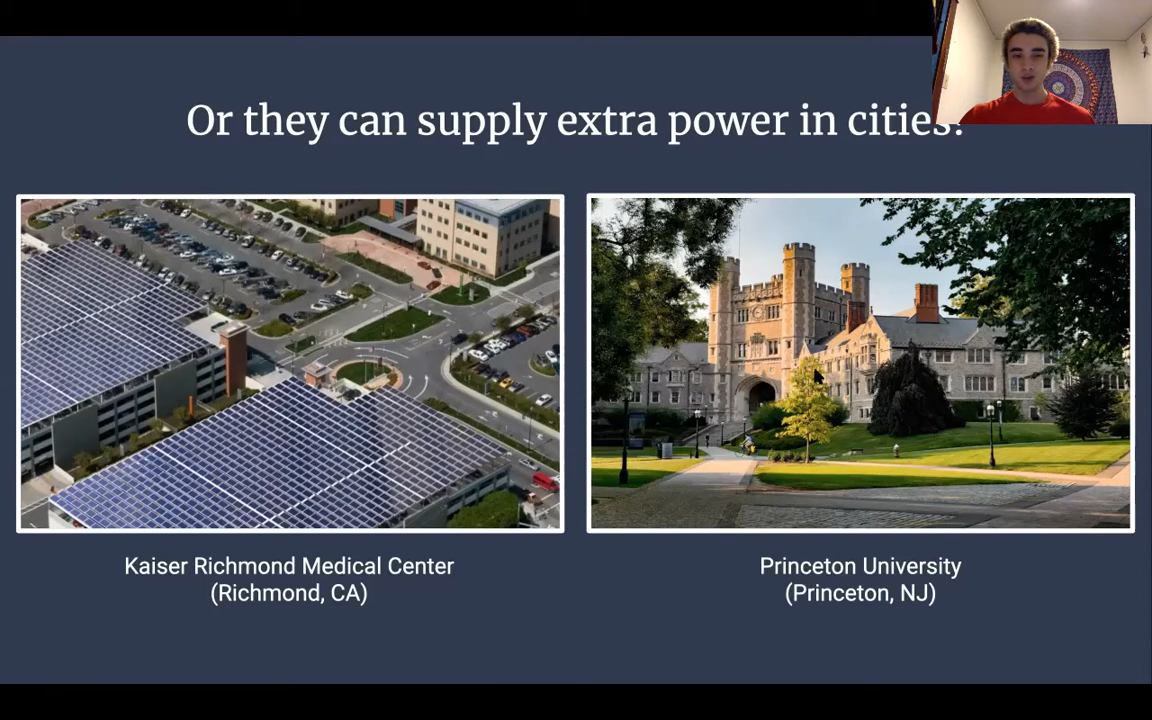 Or they can supply extra power in cities!
Kaiser Richmond Medical Center
(Richmond, CA)
Princeton University
(Princeton, NJ)